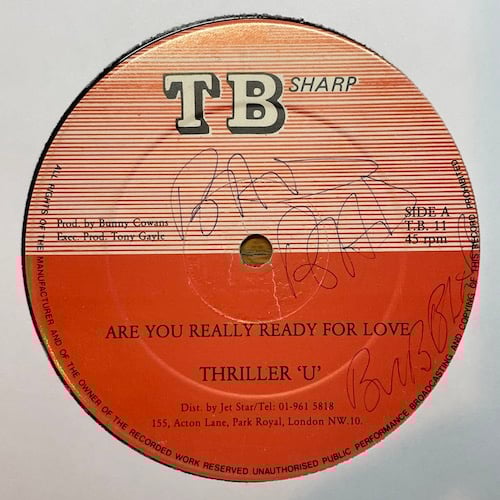 TB SHARP
Prod. by Bunny Cowans
Exec. Prod. Tony Gayle
SIDE A
T.B. 11
45 rpm
ARE YOU REALLY READY FOR LOVE
THRILLER 'U'
Dist. by Jet Star/Tel: 01-961 5818
155, Acton Lane, Park Royal, London NW.10.
ALL RIGHTS OF THE MANUFACTURER AND OF THE OWNER OF THE RECORDED WORK RESERVED UNAUTHORISED PUBLIC PERFORMANCE BROADCASTING AND COPYING OF THIS RECORD PROHIBITED